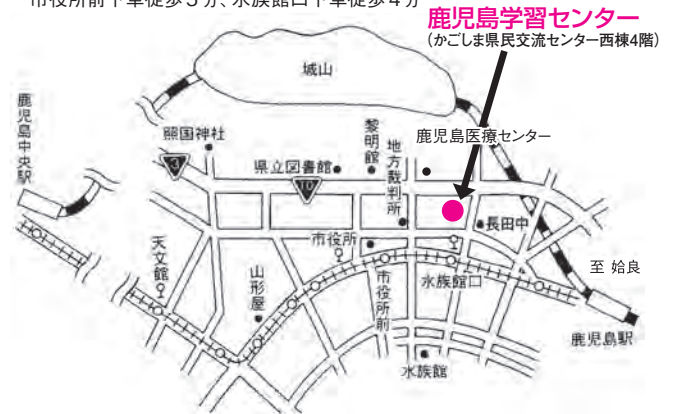 市役所前下車徒歩5分、水族館口下車徒歩4分
鹿児島学習センター
(かごしま県民交流センター西棟4階)
城山
鹿児島中央駅
照国神社
3
県立図書館
10
黎明館
地方裁判所
鹿児島医療センター
長田中
天文館
山形屋
市役所
市役所前
水族館口
至 姶良
鹿児島駅
水族館